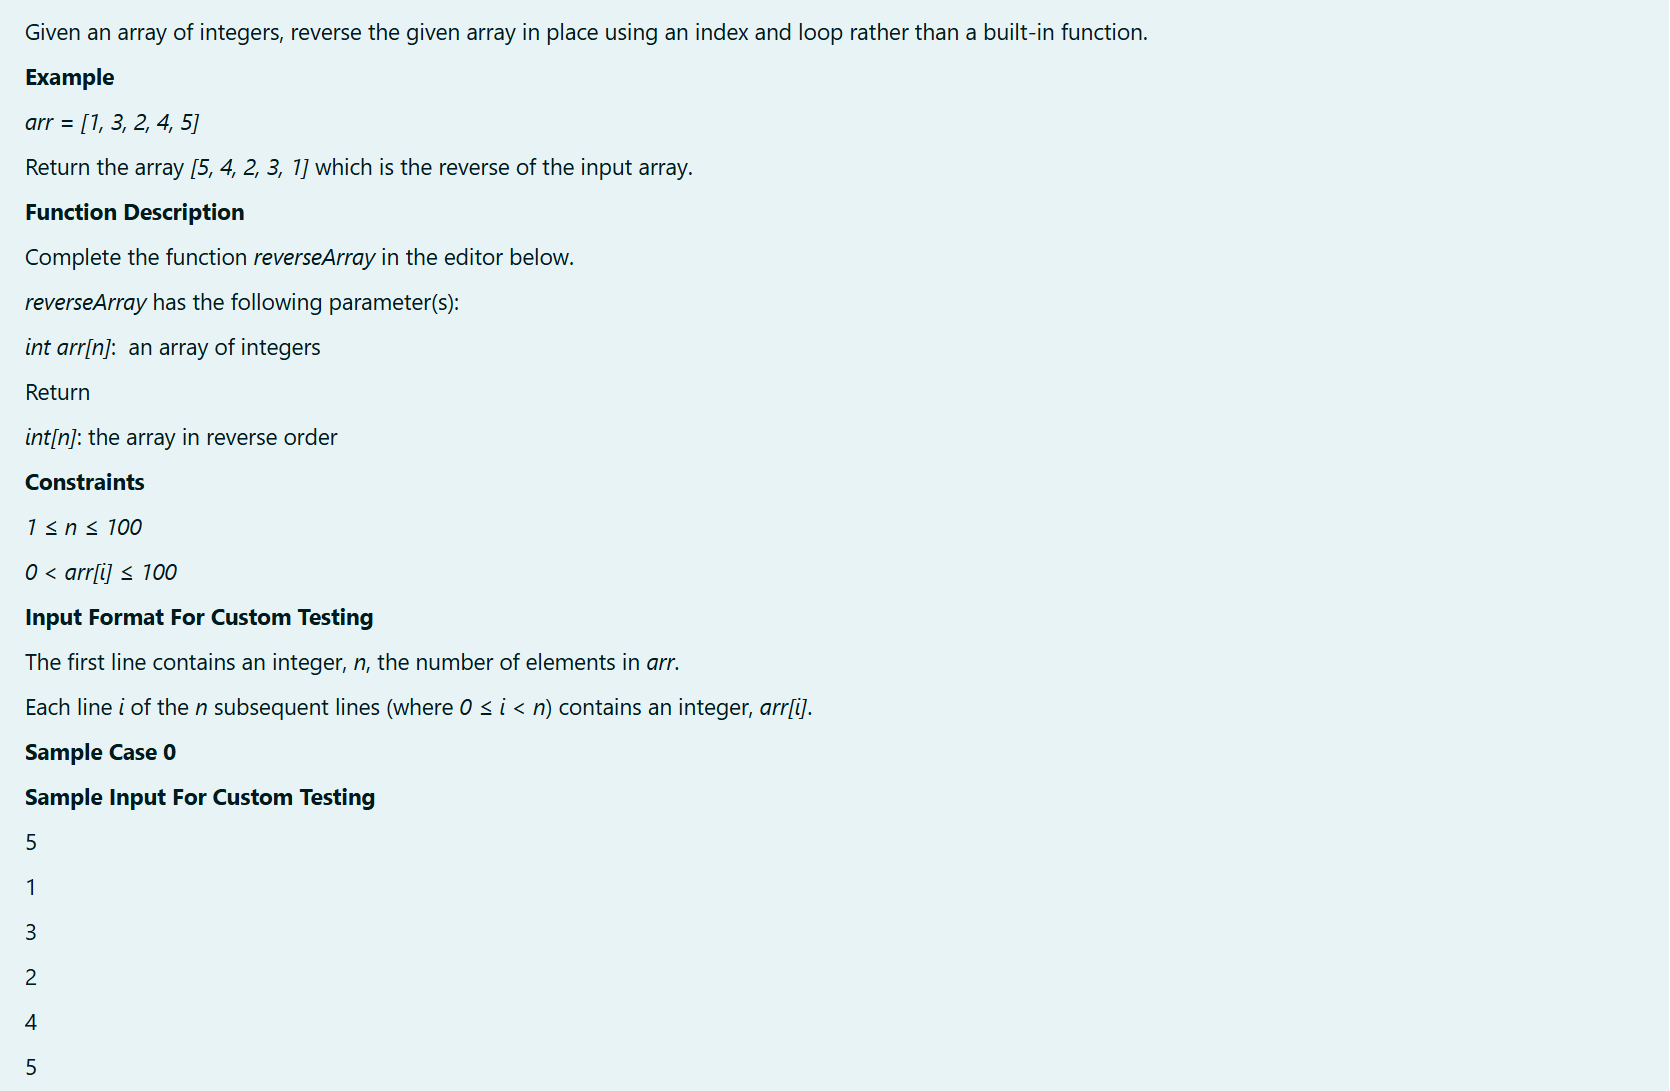 Given an array of integers, reverse the given array in place using an index and loop rather than a built-in function.
Example
arr = [1, 3, 2, 4, 5]
Return the array [5, 4, 2, 3, 1] which is the reverse of the input array.
Function Description
Complete the function reverseArray in the editor below.
reverseArray has the following parameter(s):
int arr[n]: an array of integers
Return
int[n]: the array in reverse order
Constraints
1 ≤ n ≤ 100
0 < arr[i] ≤ 100
Input Format For Custom Testing
The first line contains an integer, n, the number of elements in arr.
Each line i of the n subsequent lines (where 0 ≤ i < n) contains an integer, arr[i].
Sample Case 0
Sample Input For Custom Testing
5
1
3
2
4
5